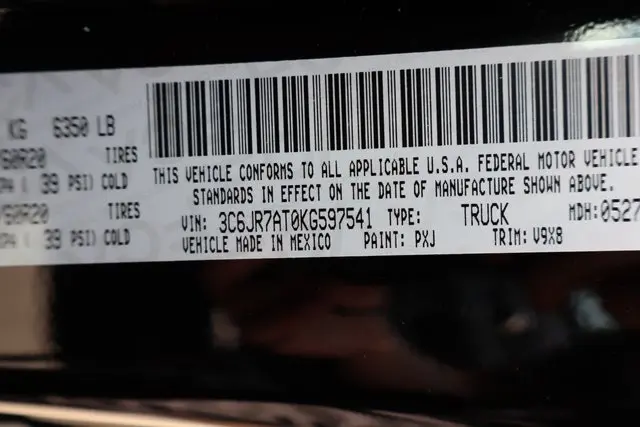 KG 6350 LB
/60R20 TIRES
( 39 PSI) COLD
/60R20 TIRES
( 39 PSI) COLD
THIS VEHICLE CONFORMS TO ALL APPLICABLE U.S.A. FEDERAL MOTOR VEHICLE
STANDARDS IN EFFECT ON THE DATE OF MANUFACTURE SHOWN ABOVE.
VIN: 3C6JR7AT0KG597541 TYPE: TRUCK MDH: 0527
VEHICLE MADE IN MEXICO PAINT: PXJ TRIM: V9X8